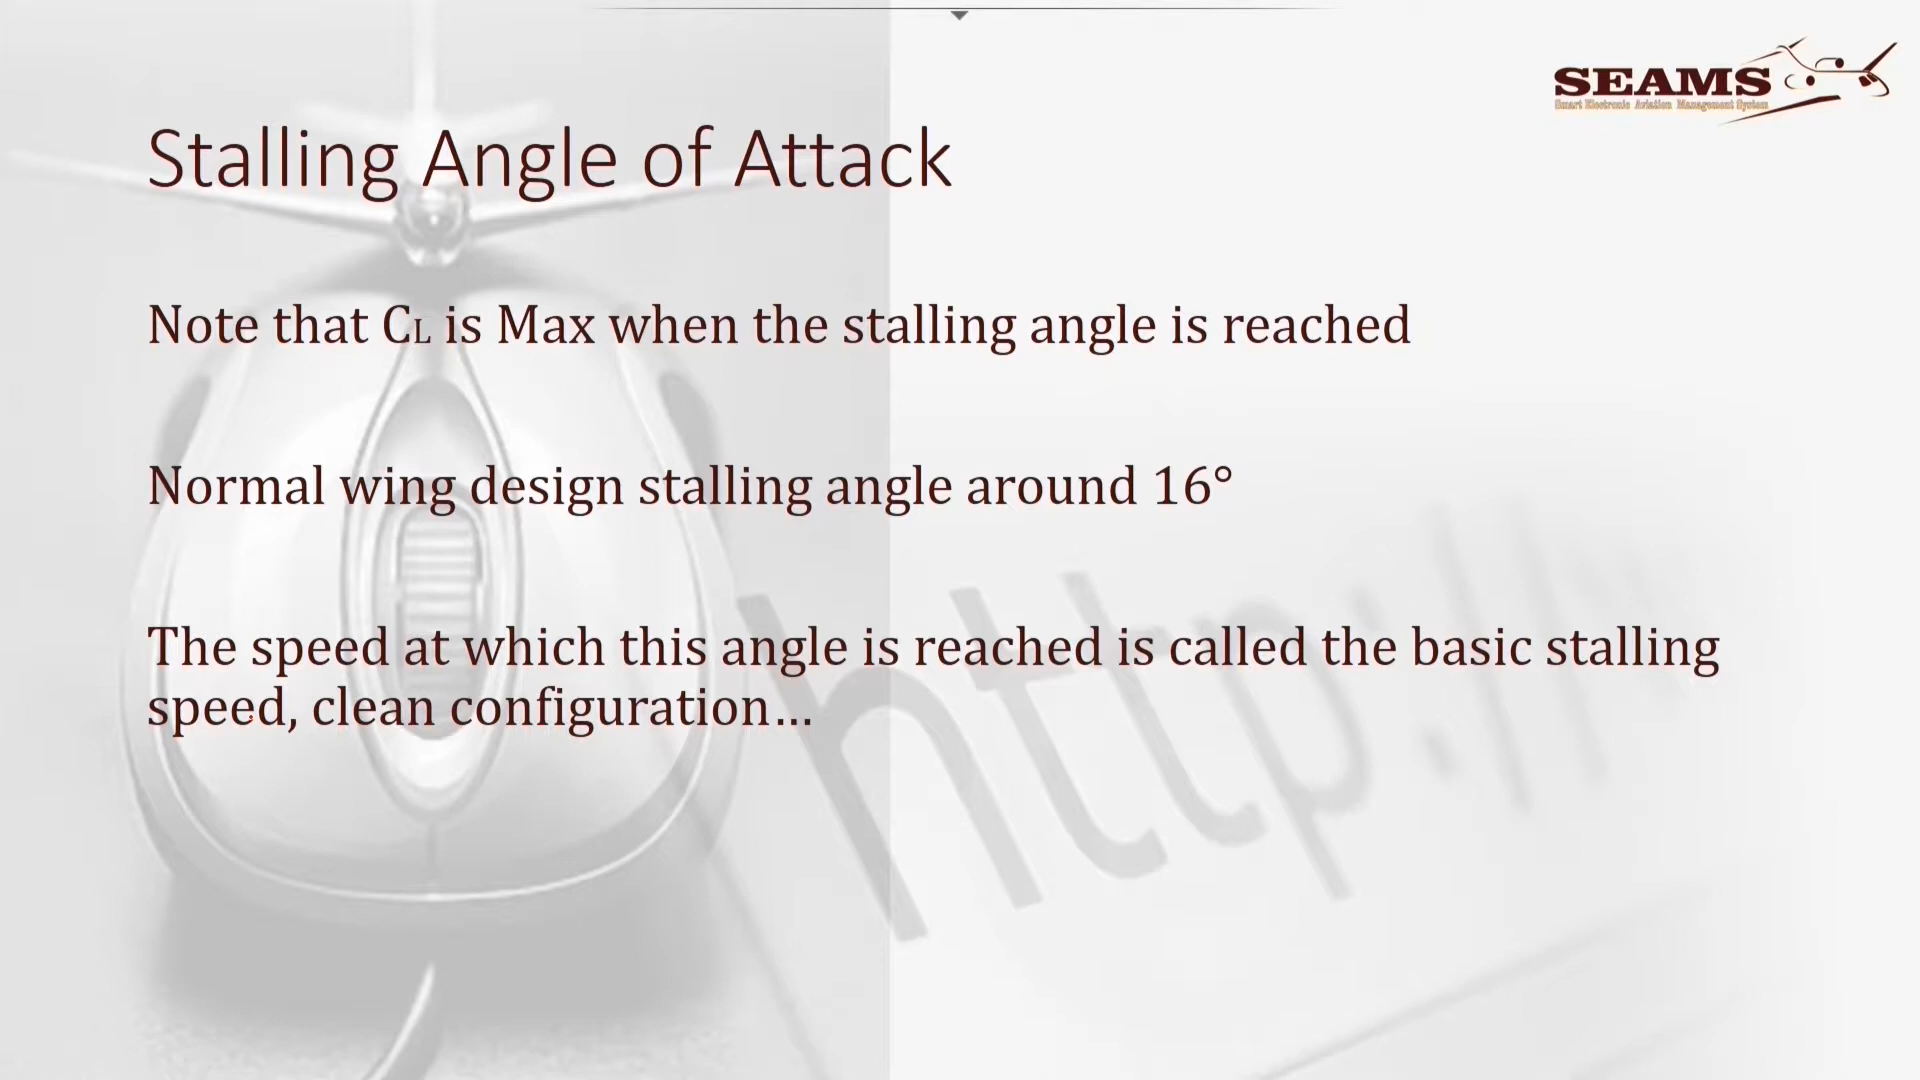 SEAMS
Smart Electronic Aviation Management System
Stalling Angle of Attack
Note that CL is Max when the stalling angle is reached
Normal wing design stalling angle around 16°
The speed at which this angle is reached is called the basic stalling
speed, clean configuration…
http://